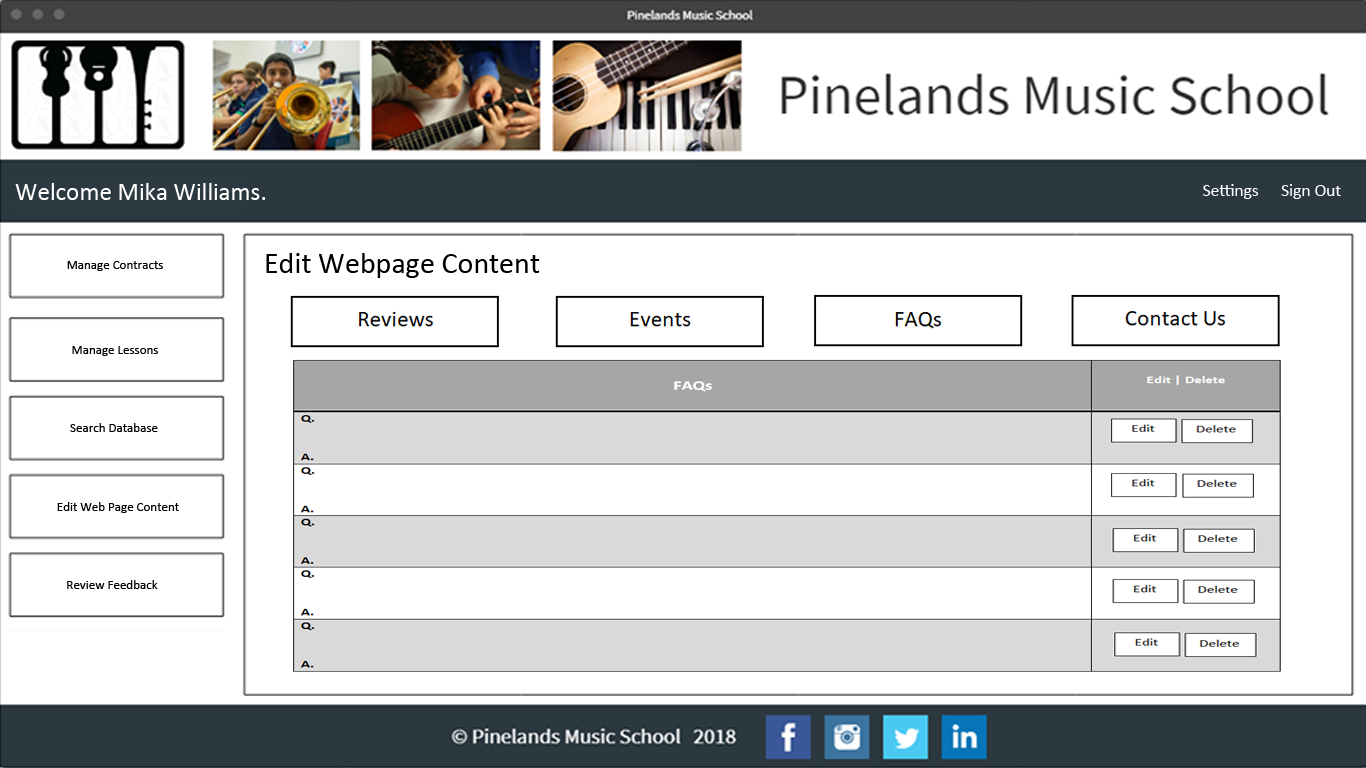 Pinelands Music School
Pinelands Music School
Welcome Mika Williams.
Settings
Sign Out
Manage Contracts
Manage Lessons
Search Database
Edit Web Page Content
Review Feedback
Edit Webpage Content
Reviews
Events
FAQs
Contact Us
FAQs
Edit | Delete
Q.
A.
Edit
Delete
Q.
A.
Edit
Delete
Q.
A.
Edit
Delete
Q.
A.
Edit
Delete
Q.
A.
Edit
Delete
© Pinelands Music School 2018
f
in